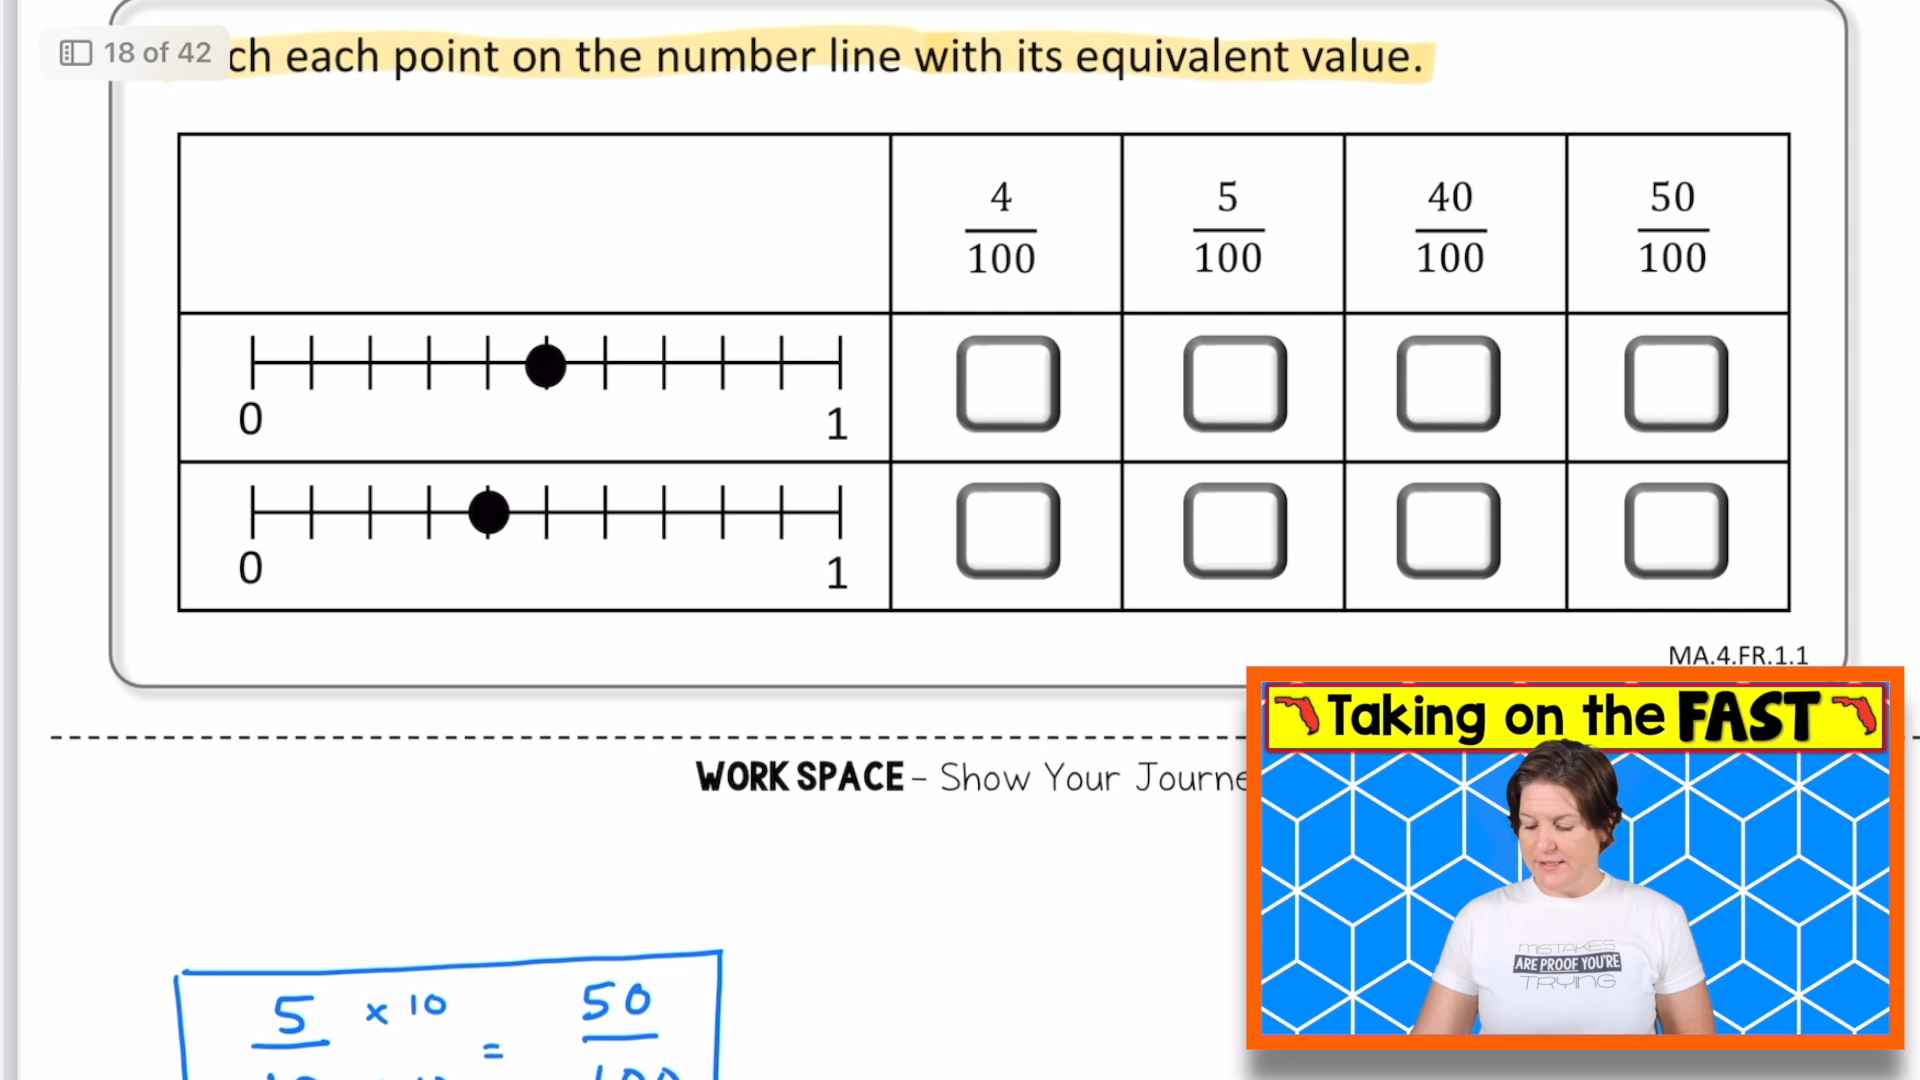 18 of 42
ch each point on the number line with its equivalent value.
4/100 5/100 40/100 50/100
0 1
0 1
MA.4.FR.1.1
Taking on the FAST
WORK SPACE - Show Your Journe
MISTAKES
ARE PROOF YOU'RE
TRYING
5 x 10 = 50